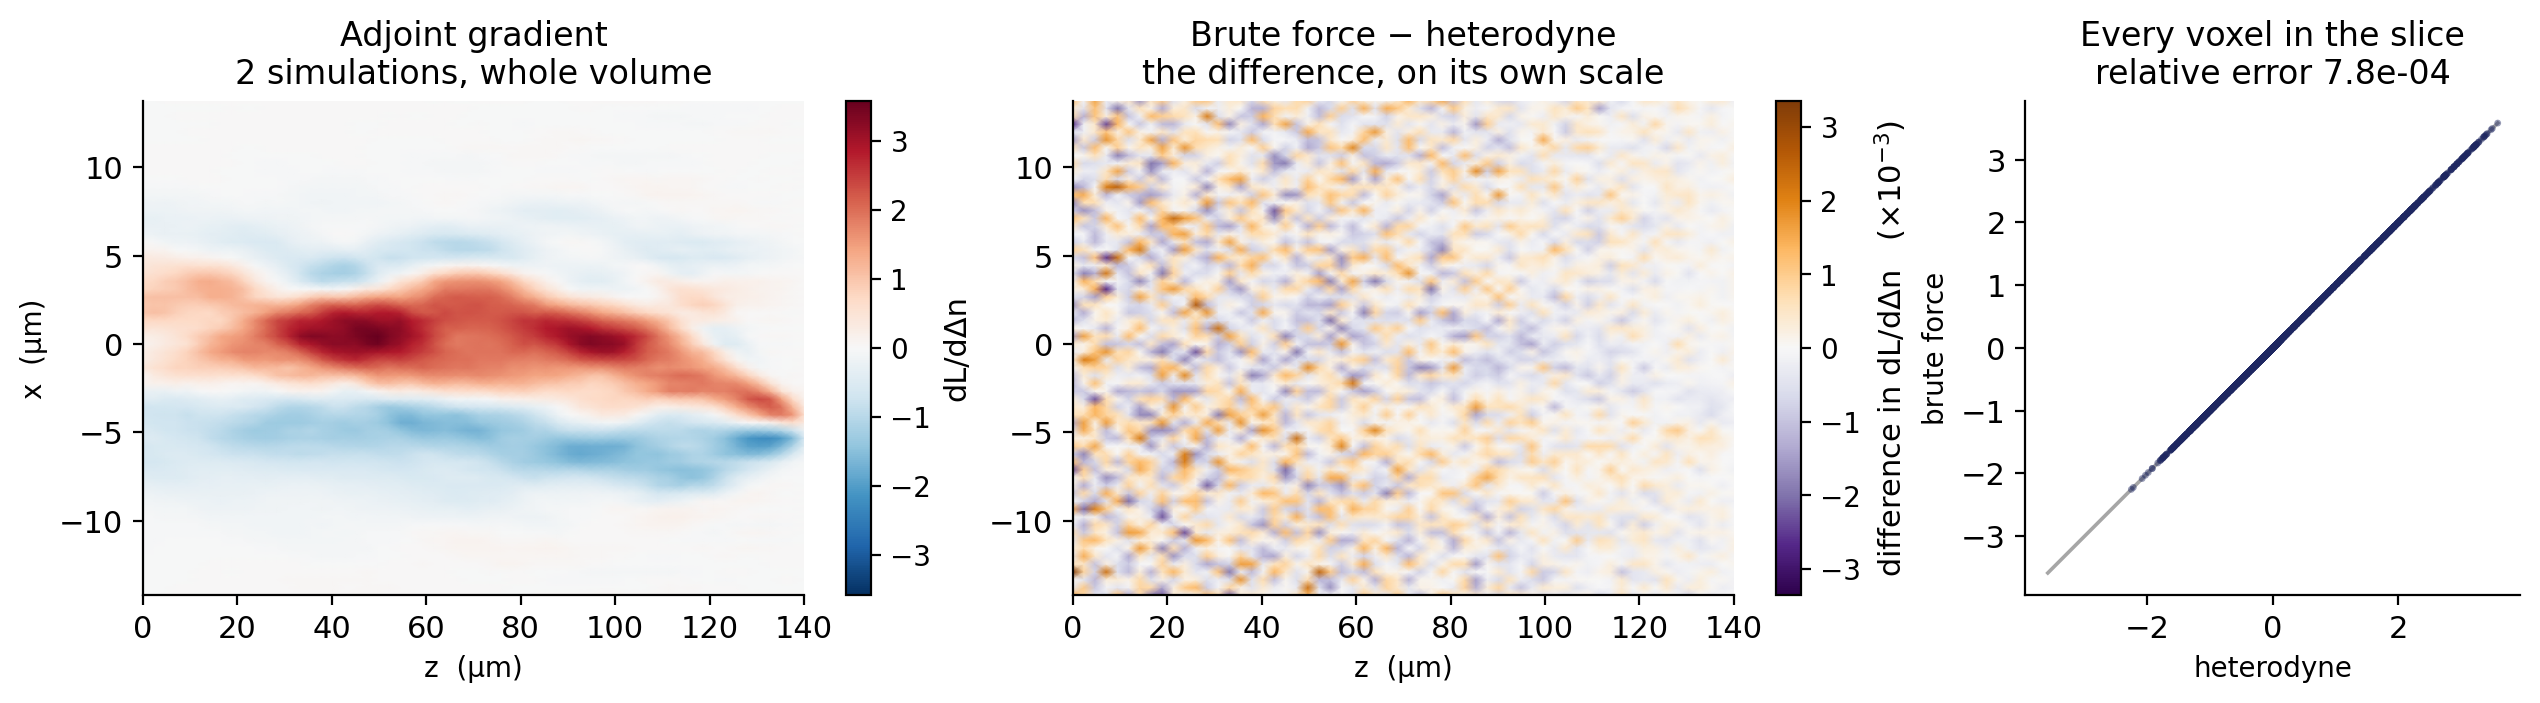 Adjoint gradient
2 simulations, whole volume
x (µm)
10
5
0
−5
−10
0 20 40 60 80 100 120 140
z (µm)
3
2
1
0
−1
−2
−3
dL/dΔn
Brute force − heterodyne
the difference, on its own scale
10
5
0
−5
−10
0 20 40 60 80 100 120 140
z (µm)
3
2
1
0
−1
−2
−3
difference in dL/dΔn (×10⁻³)
Every voxel in the slice
relative error 7.8e-04
brute force
3
2
1
0
−1
−2
−3
−2 0 2
heterodyne